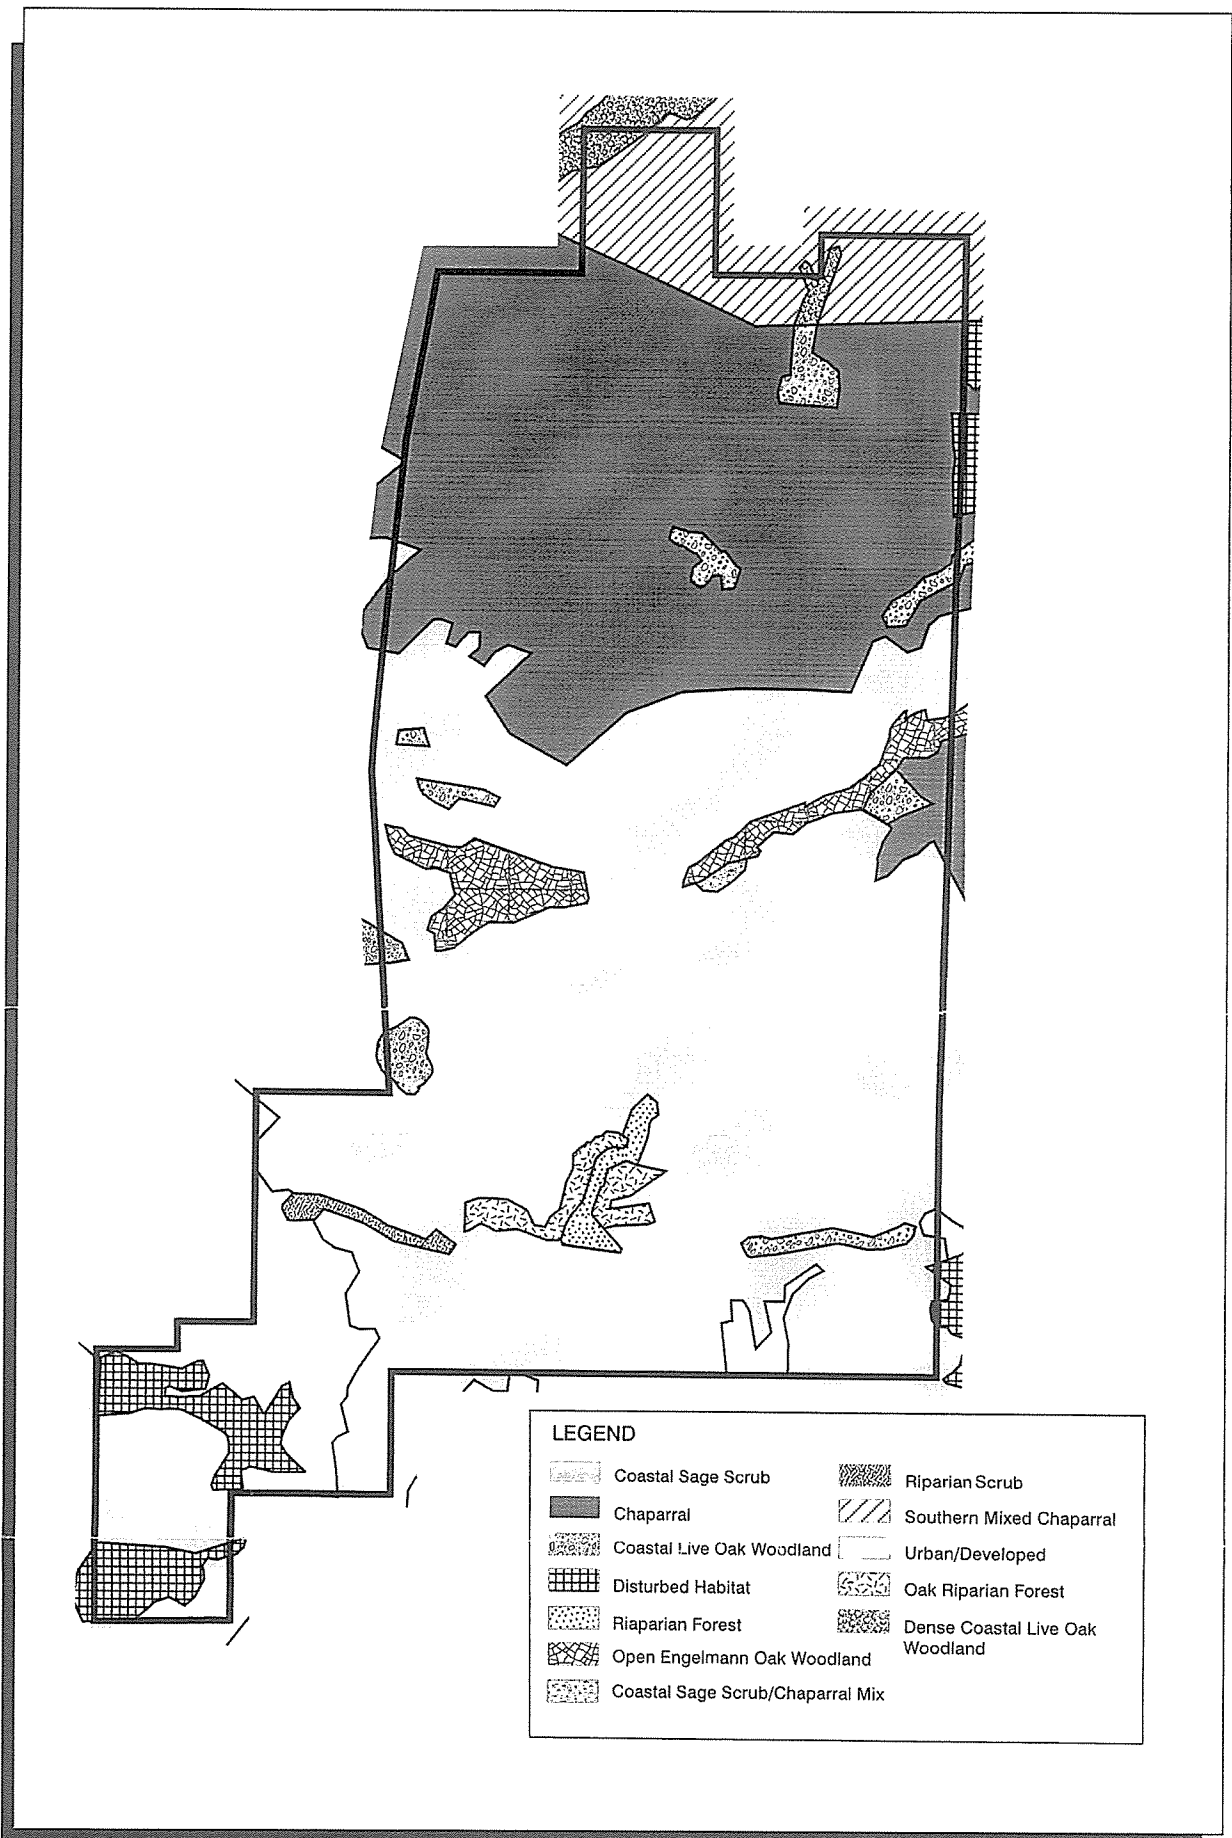 LEGEND
Coastal Sage Scrub
Chaparral
Coastal Live Oak Woodland
Disturbed Habitat
Riaparian Forest
Open Engelmann Oak Woodland
Coastal Sage Scrub/Chaparral Mix
Riparian Scrub
Southern Mixed Chaparral
Urban/Developed
Oak Riparian Forest
Dense Coastal Live Oak
Woodland